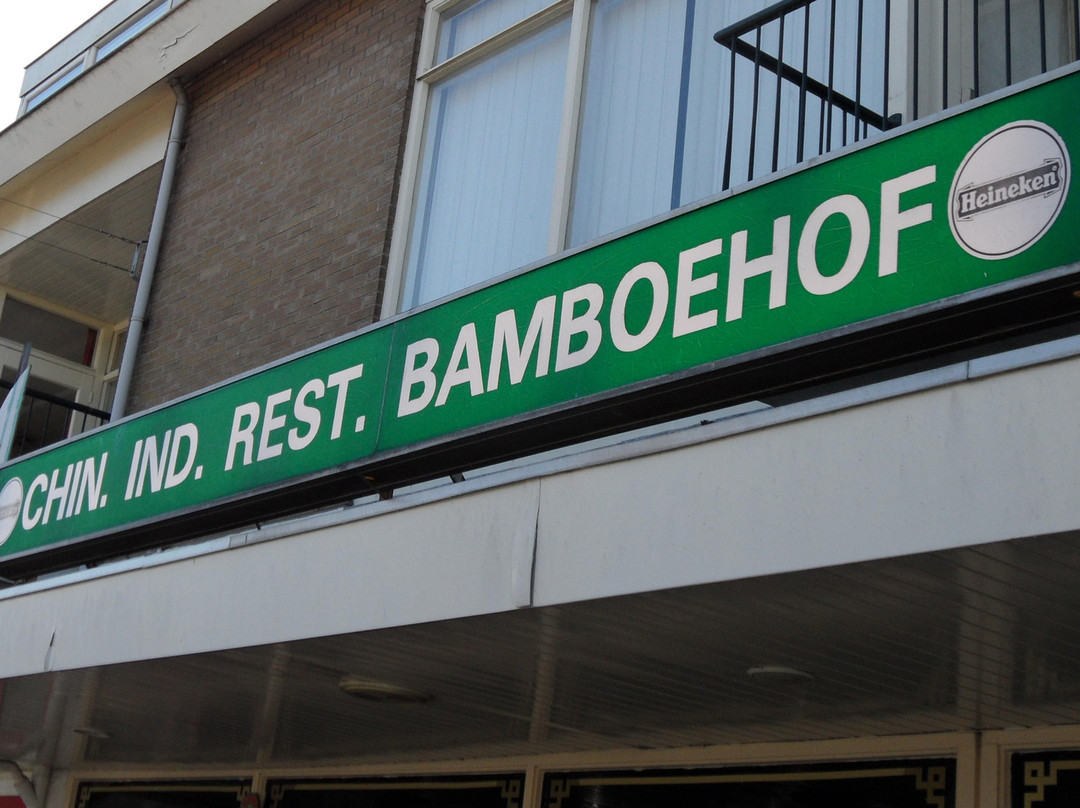 CHIN. IND. REST. BAMBOEHOF
Heineken